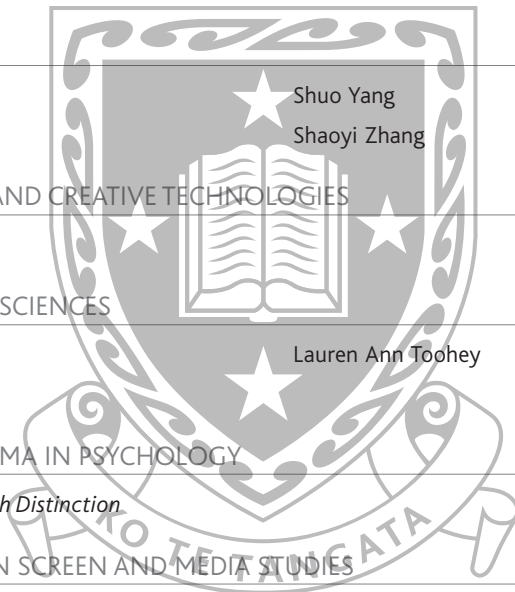 Shuo Yang
Shaoyi Zhang
AND CREATIVE TECHNOLOGIES
SCIENCES
Lauren Ann Toohey
MA IN PSYCHOLOGY
h Distinction
N SCREEN AND MEDIA STUDIES
KO TE TANGATA